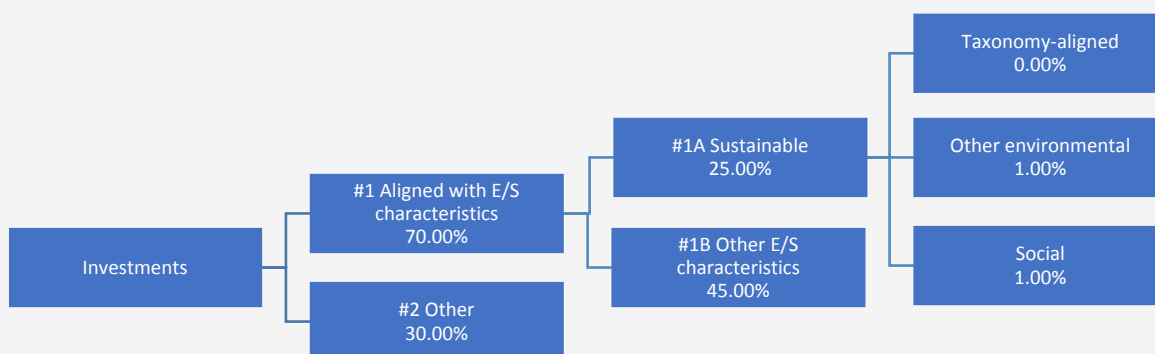 Investments
#1 Aligned with E/S
characteristics
70.00%
#2 Other
30.00%
#1A Sustainable
25.00%
#1B Other E/S
characteristics
45.00%
Taxonomy-aligned
0.00%
Other environmental
1.00%
Social
1.00%